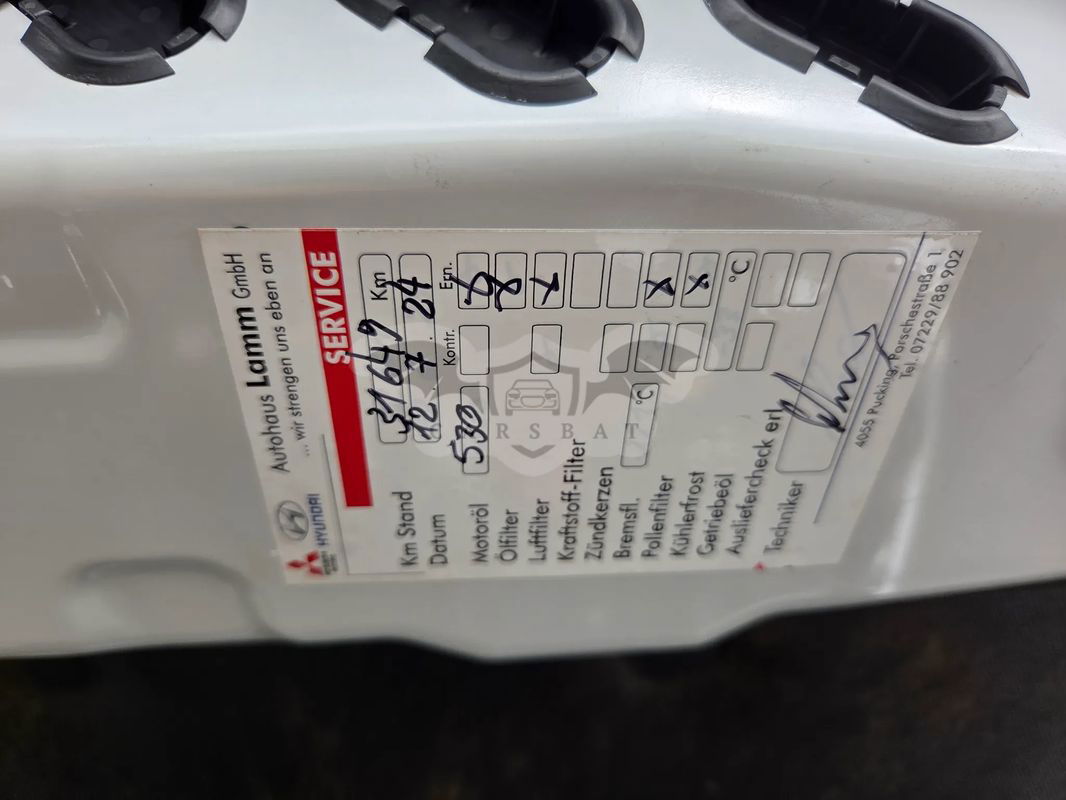 Autohaus Lamm GmbH
... wir strengen uns eben an
HYUNDAI
SERVICE
Km Stand 31649 Km
Datum 12 7. 24
Kontr. Ern.
Motoröl 530 X
Ölfilter X
Luftfilter X
Kraftstoff-Filter
Zündkerzen
Bremsfl. °C
Pollenfilter X
Kühlerfrost X
Getriebeöl °C
Ausliefercheck erl.
Techniker
4055 Pucking, Porschestraße 1
Tel. 07229/88 902
RSBAT